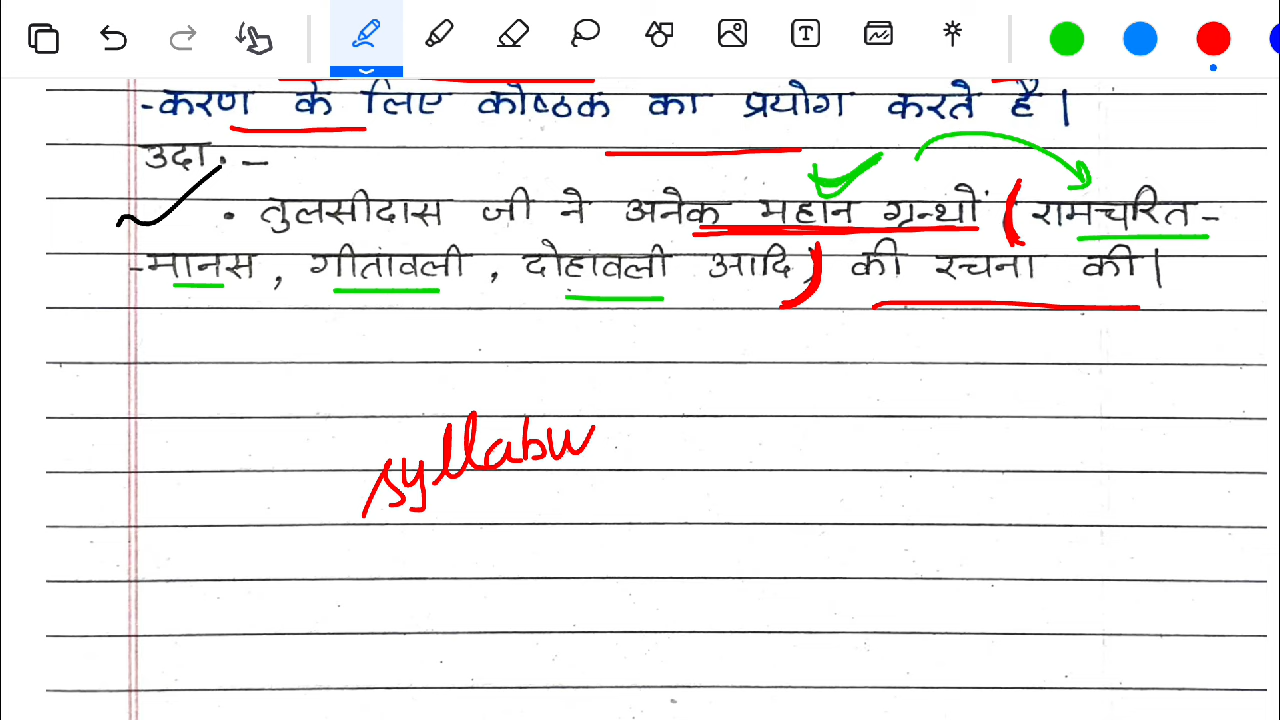 -करण के लिए कोष्ठक का प्रयोग करते हैं।
उदा. –
• तुलसीदास जी ने अनेक महान ग्रन्थों (रामचरित-
-मानस, गीतावली, दोहावली आदि) की रचना की।
syllabu